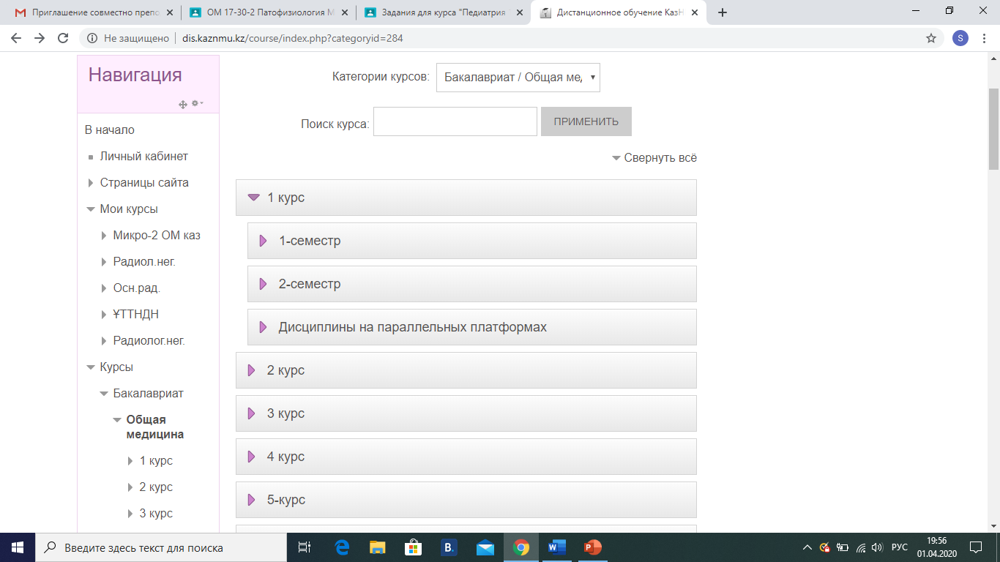 Приглашение совместно препо
ОМ 17-30-2 Патофизиология М
Задания для курса "Педиатрия
Дистанционное обучение КазН
Не защищено
dis.kaznmu.kz/course/index.php?categoryid=284
S
Навигация
В начало
Личный кабинет
Страницы сайта
Мои курсы
Микро-2 ОМ каз
Радиол.нег.
Осн.рад.
ҰТТНДН
Радиолог.нег.
Курсы
Бакалавриат
Общая
медицина
1 курс
2 курс
3 курс
Категории курсов:
Бакалавриат / Общая ме
Поиск курса:
ПРИМЕНИТЬ
Свернуть всё
1 курс
1-семестр
2-семестр
Дисциплины на параллельных платформах
2 курс
3 курс
4 курс
5-курс
Введите здесь текст для поиска
B.
РУС
19:56
01.04.2020